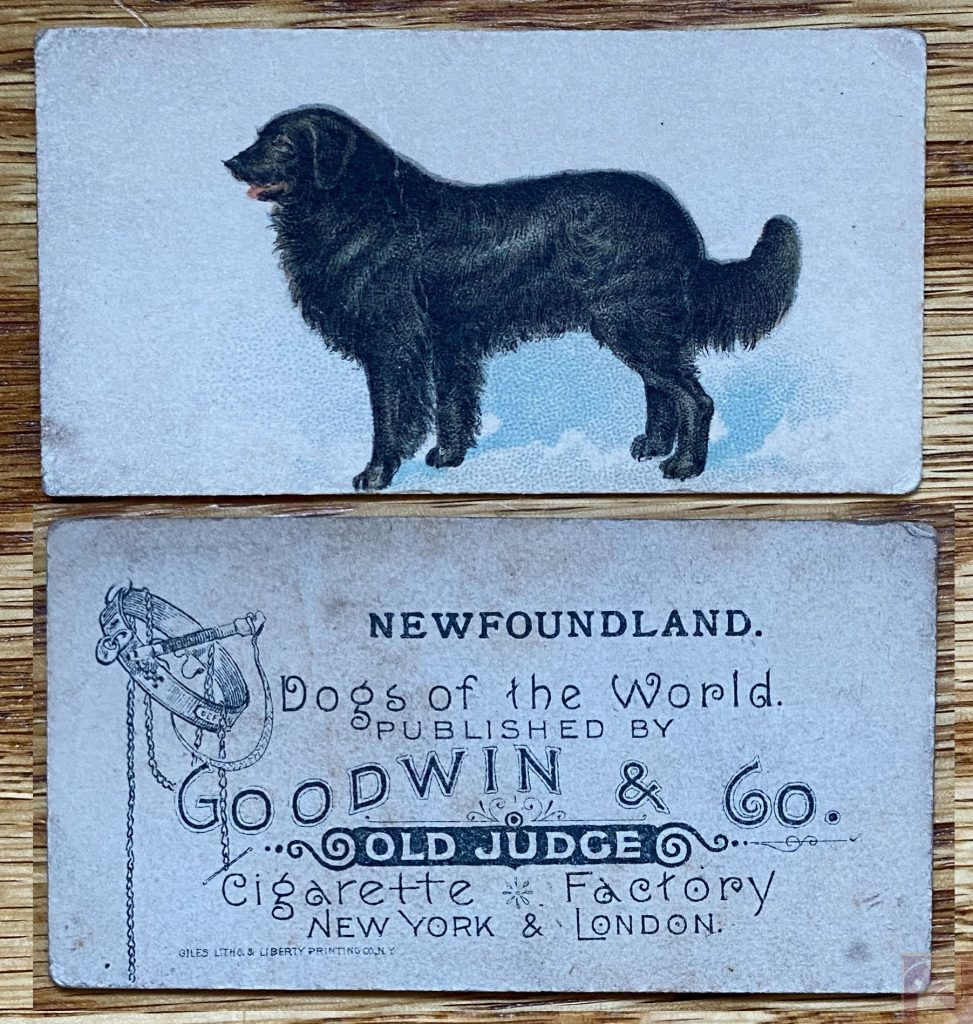 NEWFOUNDLAND.
Dogs of the World.
PUBLISHED BY
GOODWIN & Co.
OLD JUDGE
Cigarette Factory
NEW YORK & LONDON.
GILES LITHO. & LIBERTY PRINTING CO. N.Y